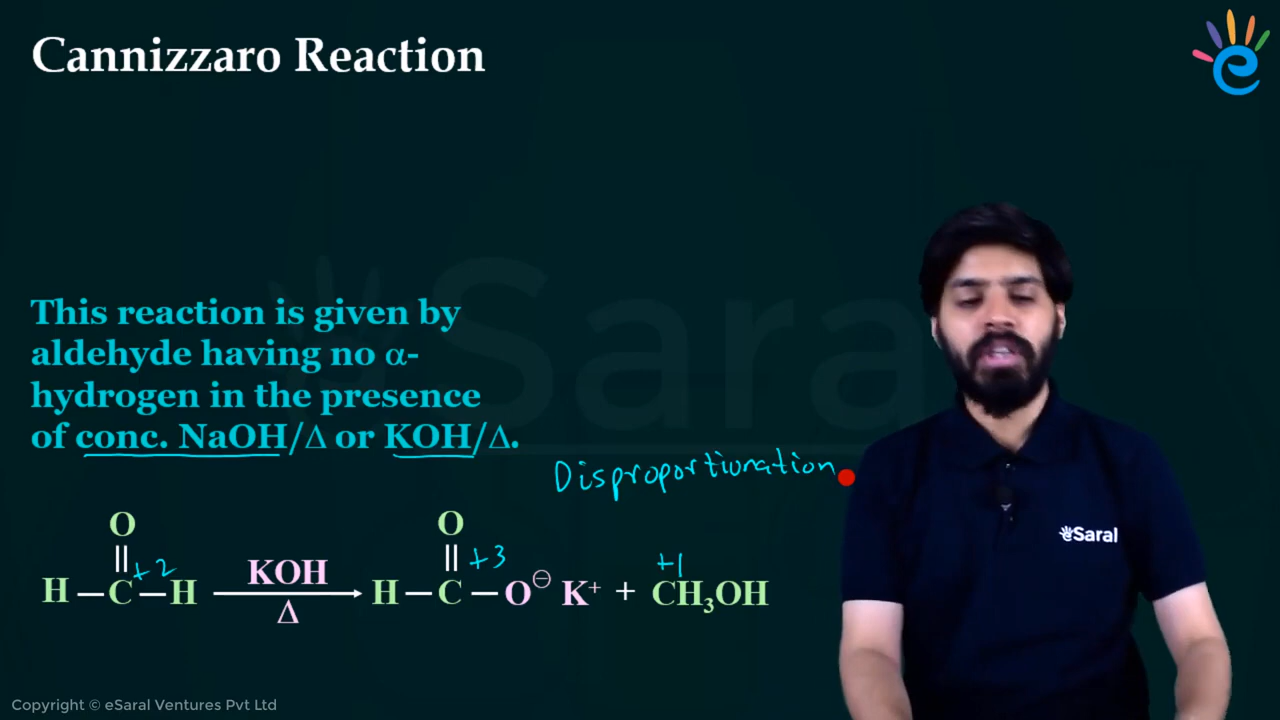 Cannizzaro Reaction
This reaction is given by
aldehyde having no α-
hydrogen in the presence
of conc. NaOH/Δ or KOH/Δ.
Disproportionation
eSaral
O O
|| +2 || +3 +1
H — C — H KOH/Δ → H — C — O⊖ K⁺ + CH₃OH
eSaral
Copyright © eSaral Ventures Pvt Ltd